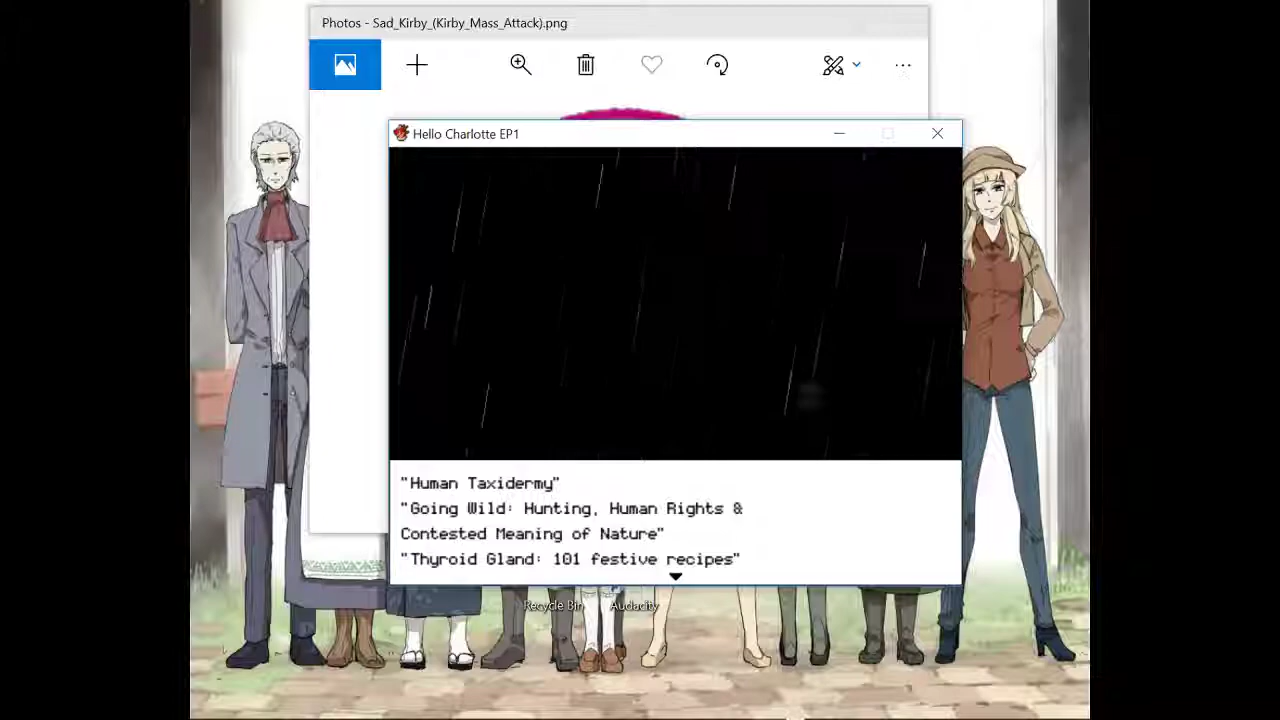 Photos - Sad_Kirby_(Kirby_Mass_Attack).png
Hello Charlotte EP1
"Human Taxidermy"
"Going Wild: Hunting, Human Rights &
Contested Meaning of Nature"
"Thyroid Gland: 101 festive recipes"
Recycle Bin
Audacity